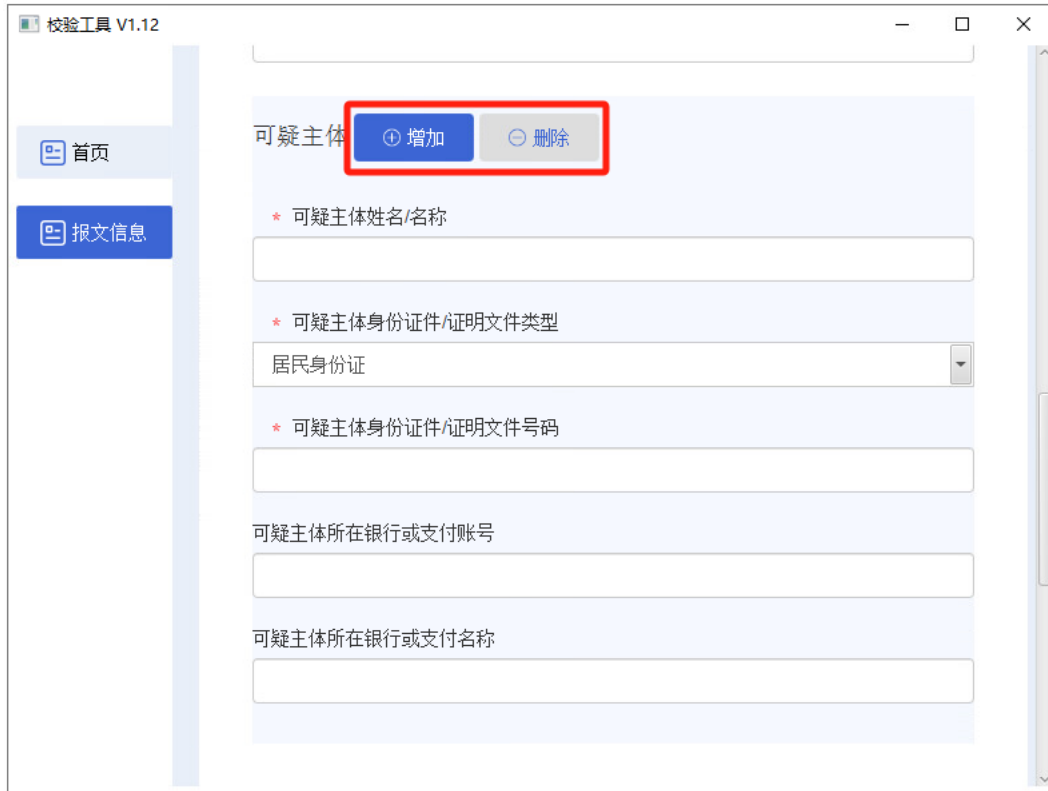 校验工具 V1.12
首页
报文信息
可疑主体 增加 删除
* 可疑主体姓名/名称
* 可疑主体身份证件/证明文件类型
居民身份证
* 可疑主体身份证件/证明文件号码
可疑主体所在银行或支付账号
可疑主体所在银行或支付名称